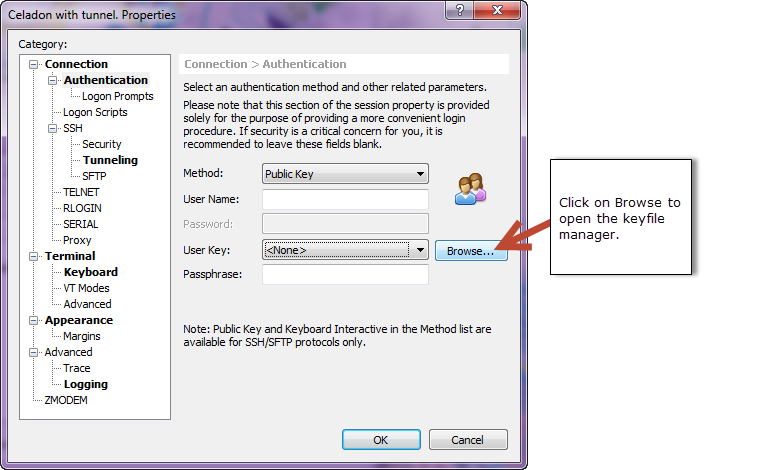 Celadon with tunnel. Properties
?
Category:
Connection
Authentication
Logon Prompts
Logon Scripts
SSH
Security
Tunneling
SFTP
TELNET
RLOGIN
SERIAL
Proxy
Terminal
Keyboard
VT Modes
Advanced
Appearance
Margins
Advanced
Trace
Logging
ZMODEM
Connection > Authentication
Select an authentication method and other related parameters.
Please note that this section of the session property is provided
solely for the purpose of providing a more convenient login
procedure. If security is a critical concern for you, it is
recommended to leave these fields blank.
Method:
Public Key
User Name:
Password:
User Key:
<None>
Browse...
Passphrase:
Note: Public Key and Keyboard Interactive in the Method list are
available for SSH/SFTP protocols only.
OK
Cancel
Click on Browse to
open the keyfile
manager.